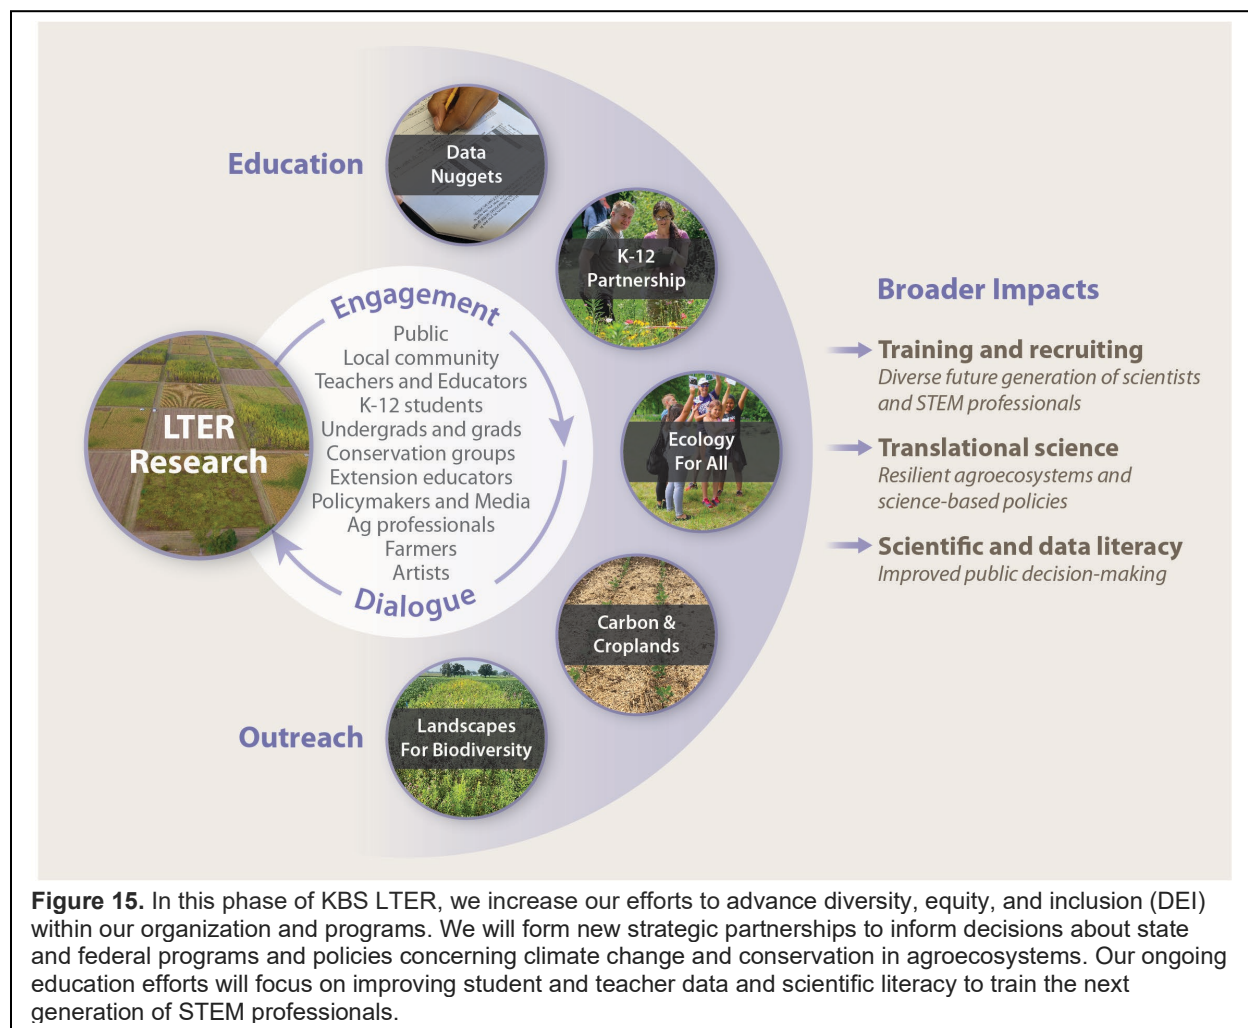 Education
Data
Nuggets
K-12
Partnership
Ecology
For All
Carbon &
Croplands
Landscapes
For Biodiversity
Outreach
LTER
Research
Engagement
Public
Local community
Teachers and Educators
K-12 students
Undergrads and grads
Conservation groups
Extension educators
Policymakers and Media
Ag professionals
Farmers
Artists
Dialogue
Broader Impacts
Training and recruiting
Diverse future generation of scientists
and STEM professionals
Translational science
Resilient agroecosystems and
science-based policies
Scientific and data literacy
Improved public decision-making
Figure 15. In this phase of KBS LTER, we increase our efforts to advance diversity, equity, and inclusion (DEI)
within our organization and programs. We will form new strategic partnerships to inform decisions about state
and federal programs and policies concerning climate change and conservation in agroecosystems. Our ongoing
education efforts will focus on improving student and teacher data and scientific literacy to train the next
generation of STEM professionals.